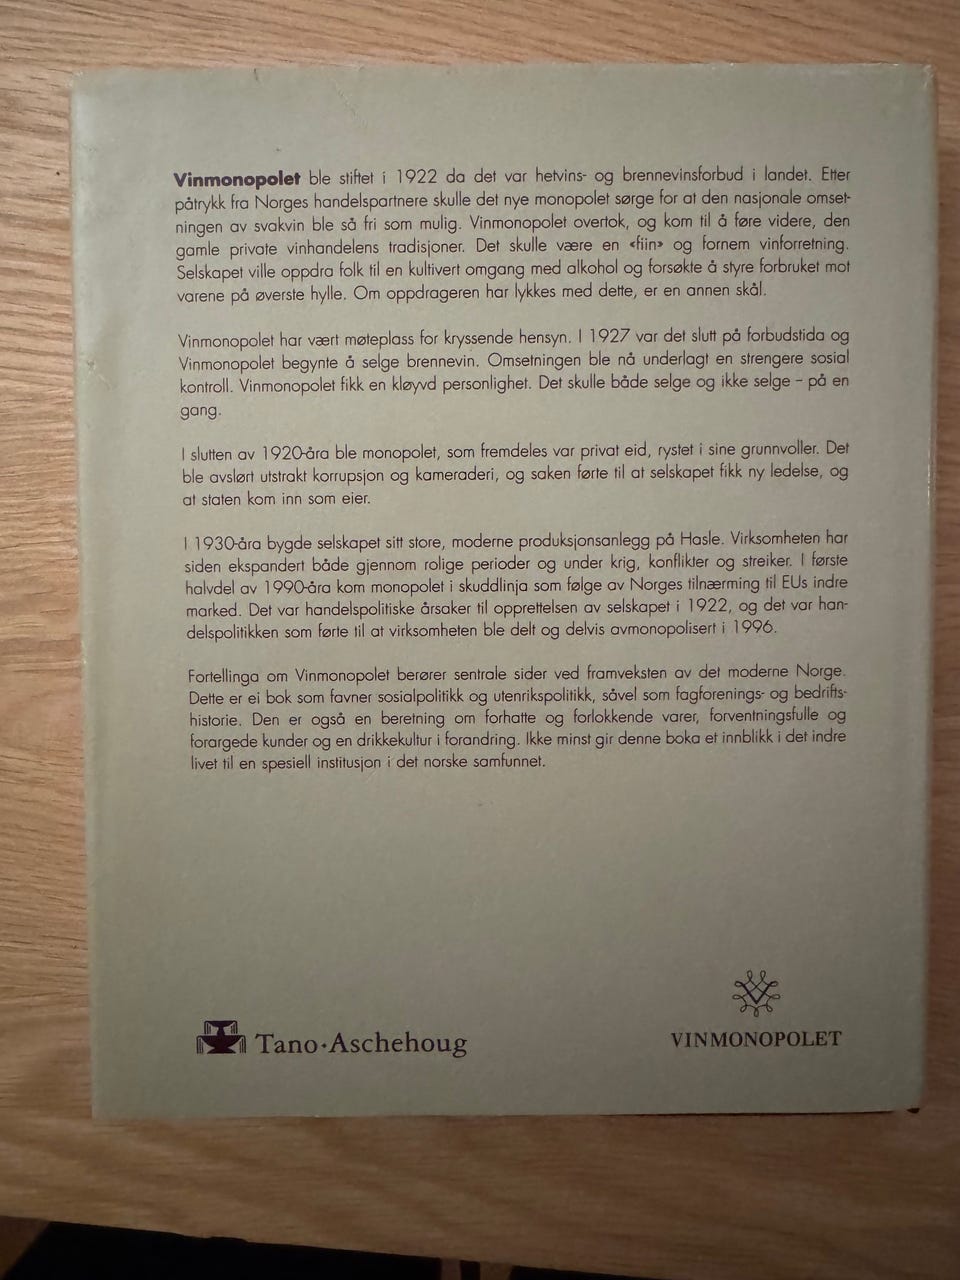 Vinmonopolet ble stiftet i 1922 da det var hetvins- og brennevinsforbud i landet. Etter
påtrykk fra Norges handelspartnere skulle det nye monopolet sørge for at den nasjonale omset-
ningen av svakvin ble så fri som mulig. Vinmonopolet overtok, og kom til å føre videre, den
gamle private vinhandelens tradisjoner. Det skulle være en «fiin» og fornem vinforretning.
Selskapet ville oppdra folk til en kultivert omgang med alkohol og forsøkte å styre forbruket mot
varene på øverste hylle. Om oppdrageren har lykkes med dette, er en annen skål.
Vinmonopolet har vært møteplass for kryssende hensyn. I 1927 var det slutt på forbudstida og
Vinmonopolet begynte å selge brennevin. Omsetningen ble nå underlagt en strengere sosial
kontroll. Vinmonopolet fikk en kløyvd personlighet. Det skulle både selge og ikke selge – på en
gang.
I slutten av 1920-åra ble monopolet, som fremdeles var privat eid, rystet i sine grunnvoller. Det
ble avslørt utstrakt korrupsjon og kameraderi, og saken førte til at selskapet fikk ny ledelse, og
at staten kom inn som eier.
I 1930-åra bygde selskapet sitt store, moderne produksjonsanlegg på Hasle. Virksomheten har
siden ekspandert både gjennom rolige perioder og under krig, konflikter og streiker. I første
halvdel av 1990-åra kom monopolet i skuddlinja som følge av Norges tilnærming til EUs indre
marked. Det var handelspolitiske årsaker til opprettelsen av selskapet i 1922, og det var han-
delspolitikken som førte til at virksomheten ble delt og delvis avmonopolisert i 1996.
Fortellinga om Vinmonopolet berører sentrale sider ved framveksten av det moderne Norge.
Dette er ei bok som favner sosialpolitikk og utenrikspolitikk, såvel som fagforenings- og bedrifts-
historie. Den er også en beretning om forhatte og forlokkende varer, forventningsfulle og
forargede kunder og en drikkekultur i forandring. Ikke minst gir denne boka et innblikk i det indre
livet til en spesiell institusjon i det norske samfunnet.
Tano·Aschehoug
VINMONOPOLET